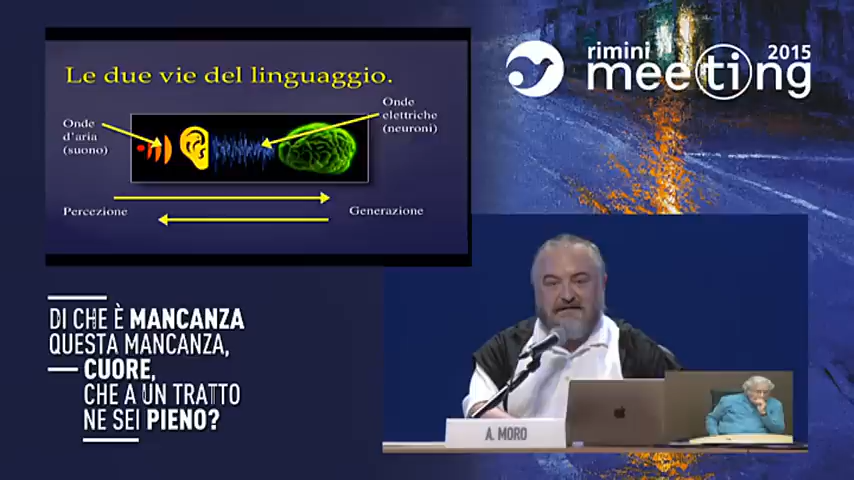 Le due vie del linguaggio.
Onde
d'aria
(suono)
Onde
elettriche
(neuroni)
Percezione
Generazione
rimini 2015
meeting
DI CHE È MANCANZA
QUESTA MANCANZA,
CUORE,
CHE A UN TRATTO
NE SEI PIENO?
A. MORO